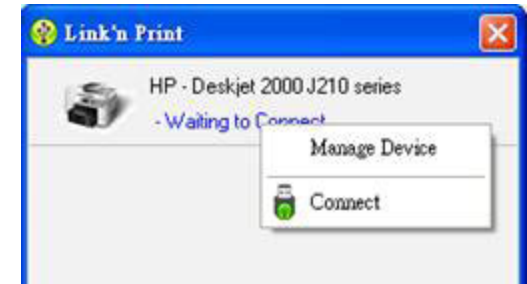 Link'n Print
HP - Deskjet 2000 J210 series
- Waiting to Connect
Manage Device
Connect